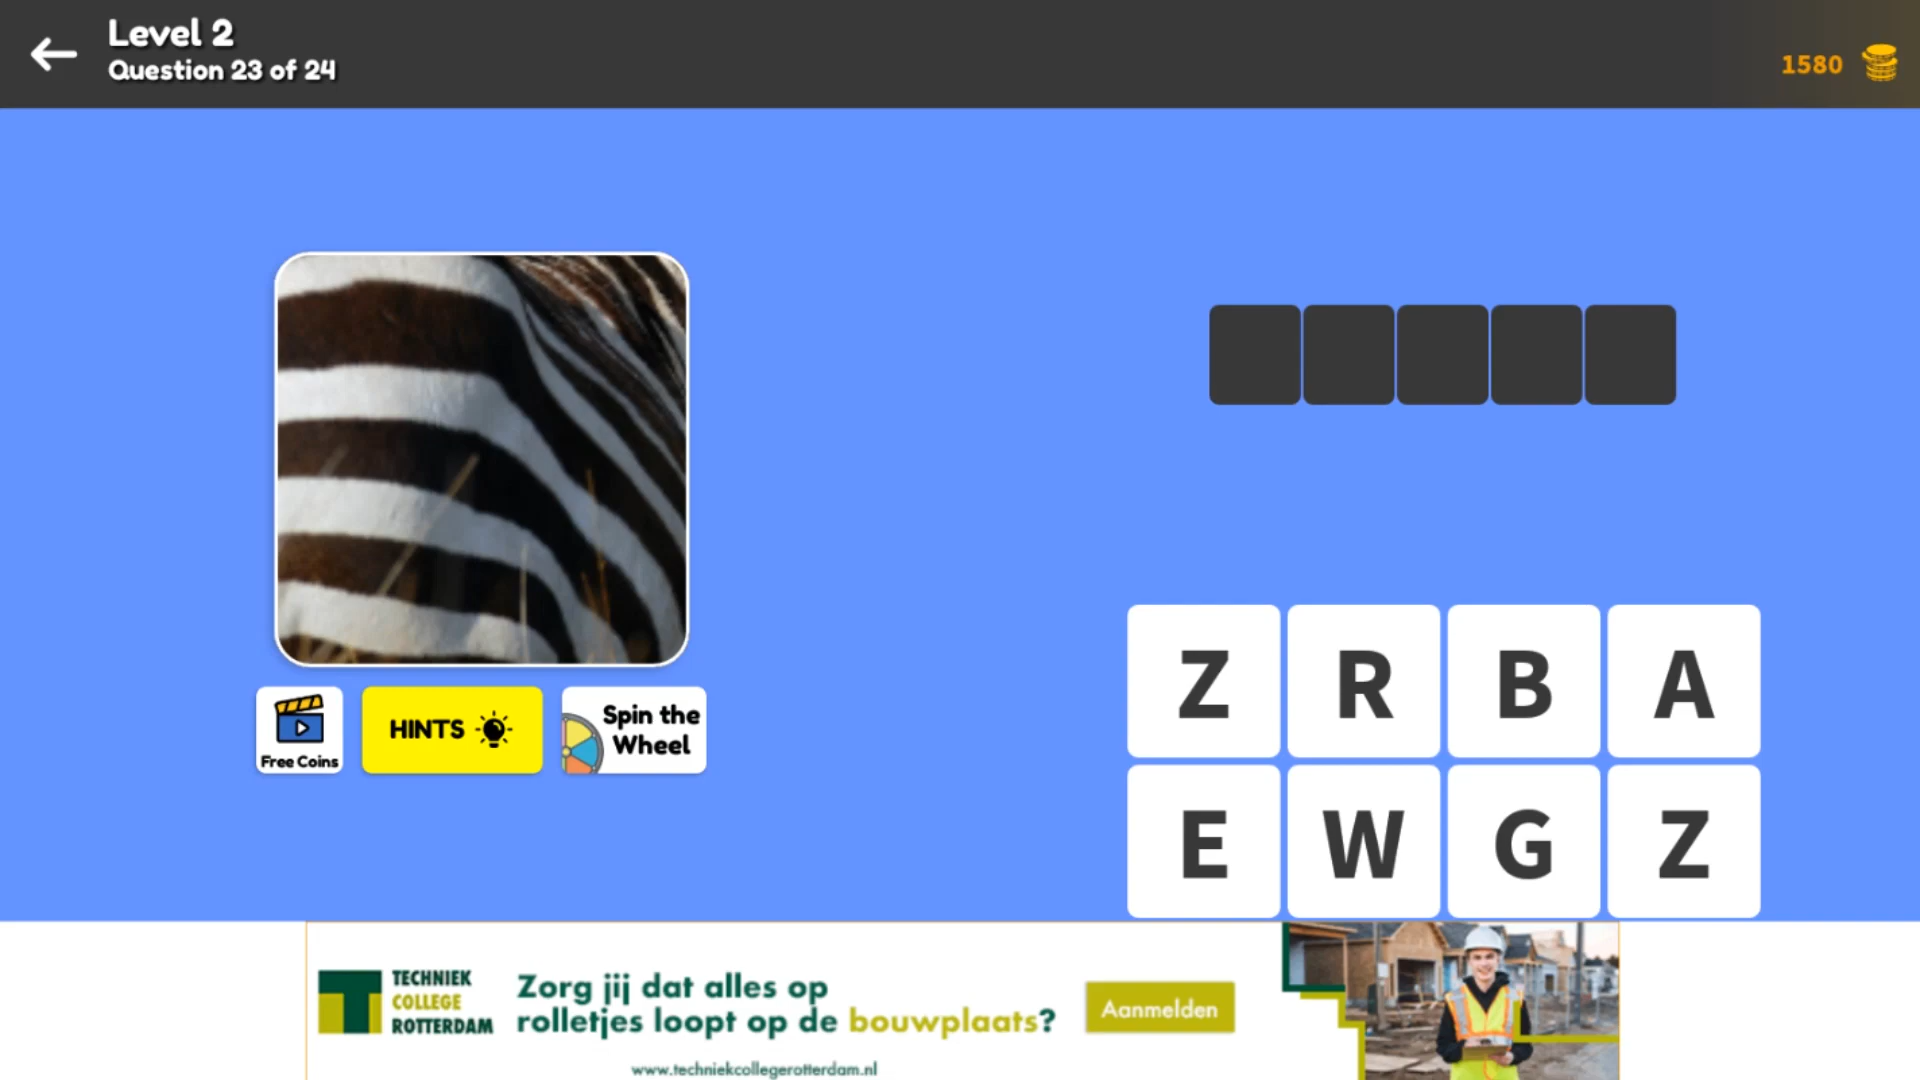 Level 2
Question 23 of 24
1580
Free Coins
HINTS
Spin the
Wheel
Z R B A
E W G Z
TECHNIEK
COLLEGE
ROTTERDAM
Zorg jij dat alles op
rolletjes loopt op de bouwplaats?
www.techniekcollegerotterdam.nl
Aanmelden